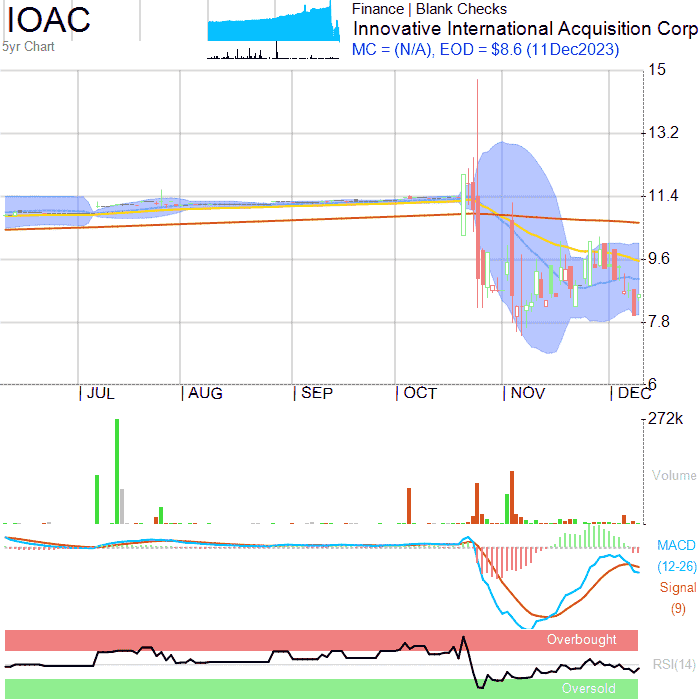 IOAC
5yr Chart
Finance | Blank Checks
Innovative International Acquisition Corp
MC = (N/A), EOD = $8.6 (11Dec2023)
15
13.2
11.4
9.6
7.8
6
JUL AUG SEP OCT NOV DEC
272k
Volume
MACD
(12-26)
Signal
(9)
Overbought
RSI(14)
Oversold